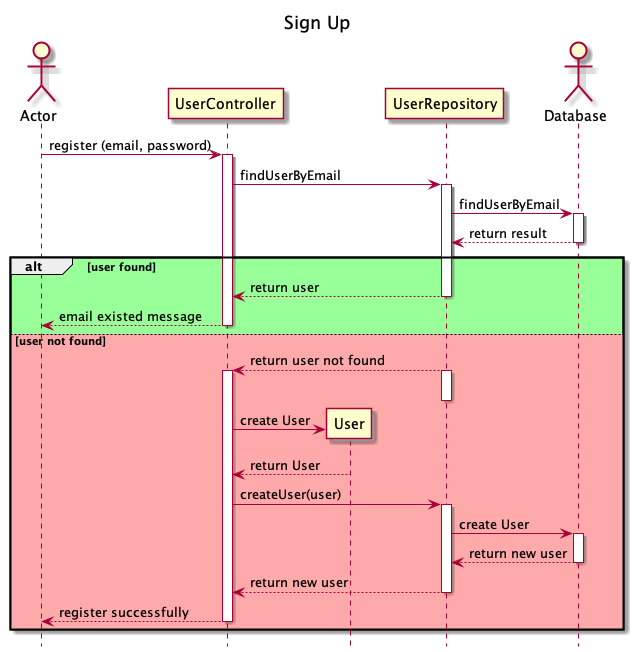 Sign Up
Actor
UserController
UserRepository
Database
register (email, password)
findUserByEmail
findUserByEmail
return result
alt [user found]
return user
email existed message
[user not found]
return user not found
create User
User
return User
createUser(user)
create User
return new user
return new user
register successfully